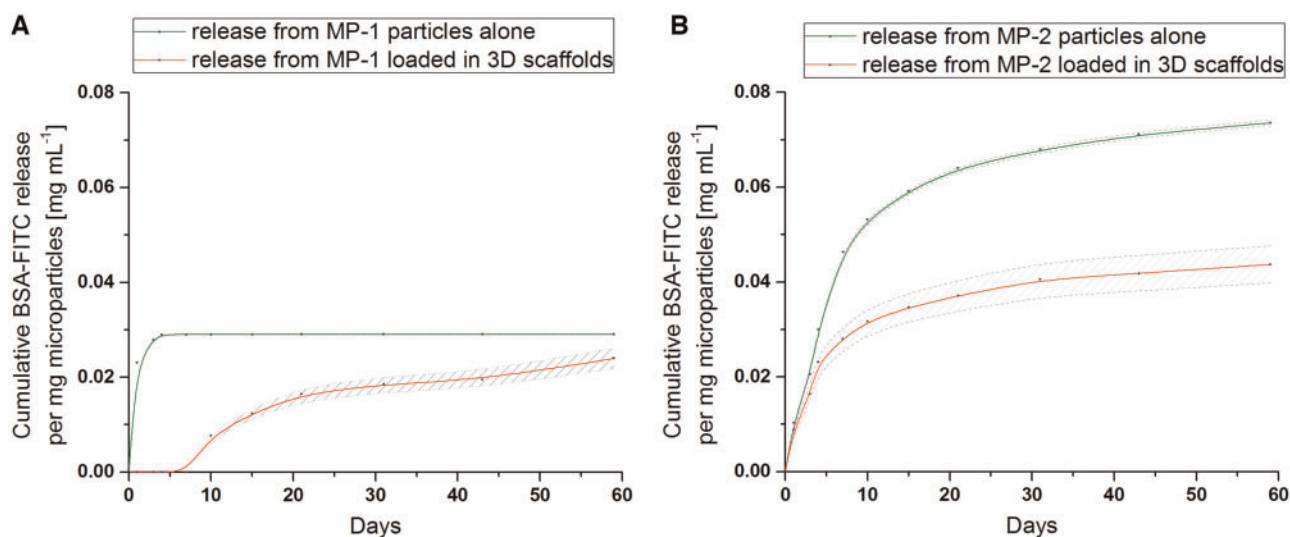 A
release from MP-1 particles alone
release from MP-1 loaded in 3D scaffolds
Cumulative BSA-FITC release
per mg microparticles [mg mL⁻¹]
0.08
0.06
0.04
0.02
0.00
0 10 20 30 40 50 60
Days
B
release from MP-2 particles alone
release from MP-2 loaded in 3D scaffolds
Cumulative BSA-FITC release
per mg microparticles [mg mL⁻¹]
0.08
0.06
0.04
0.02
0.00
0 10 20 30 40 50 60
Days